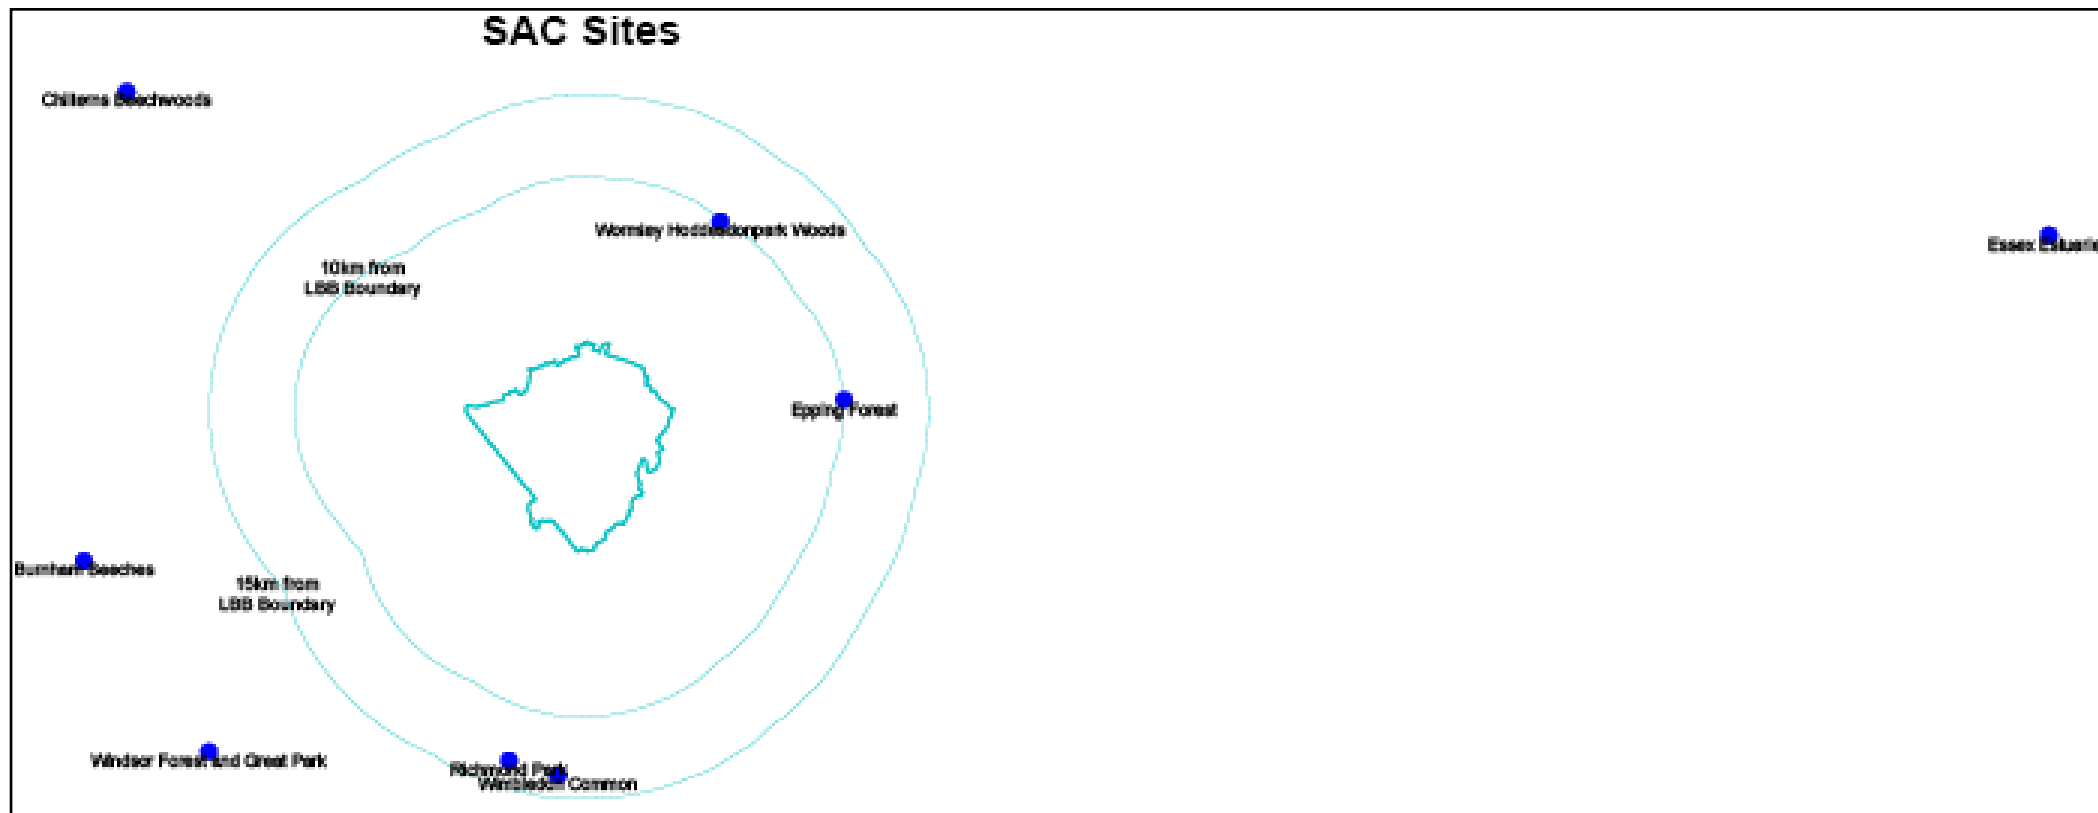 SAC Sites
Chilterns Beechwoods
Wormley Hoddesdonpark Woods
Essex Estuarie
10km from
LBB Boundary
Epping Forest
Burnham Beeches
15km from
LBB Boundary
Windsor Forest and Great Park
Richmond Park
Wimbledon Common